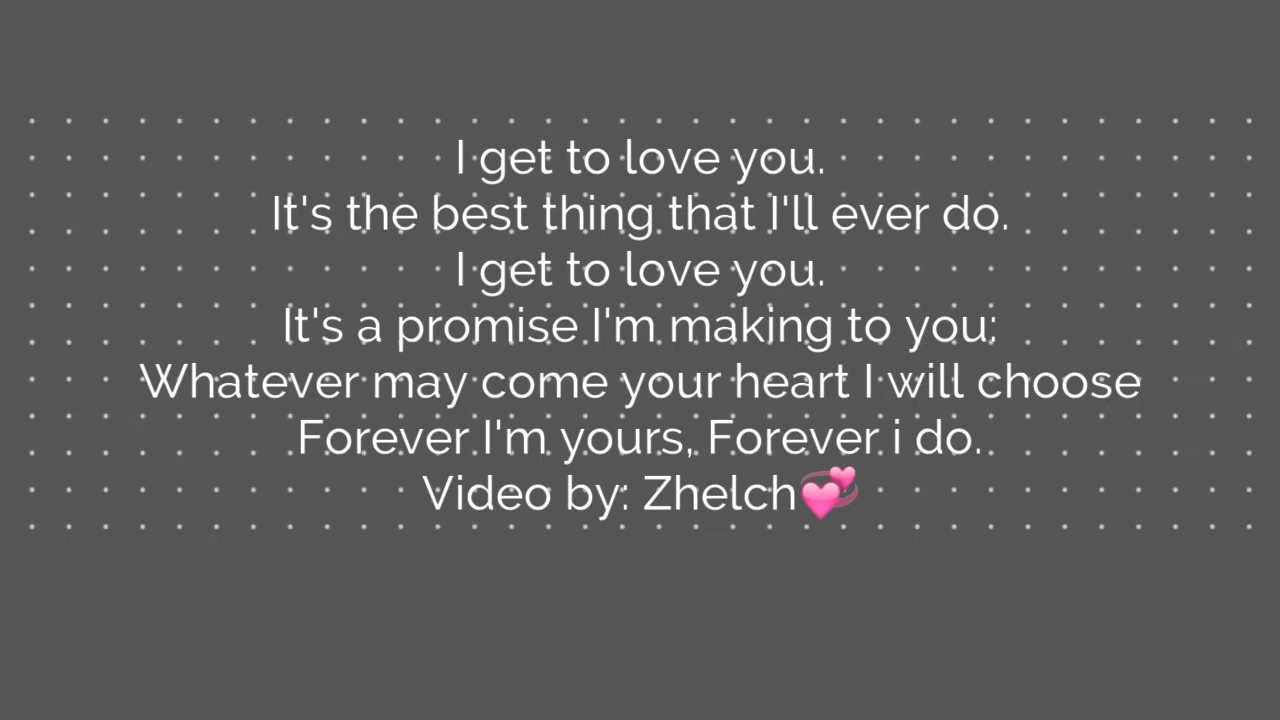 I get to love you.
It's the best thing that I'll ever do.
I get to love you.
It's a promise I'm making to you:
Whatever may come your heart I will choose
Forever I'm yours, Forever i do.
Video by: Zhelch💞